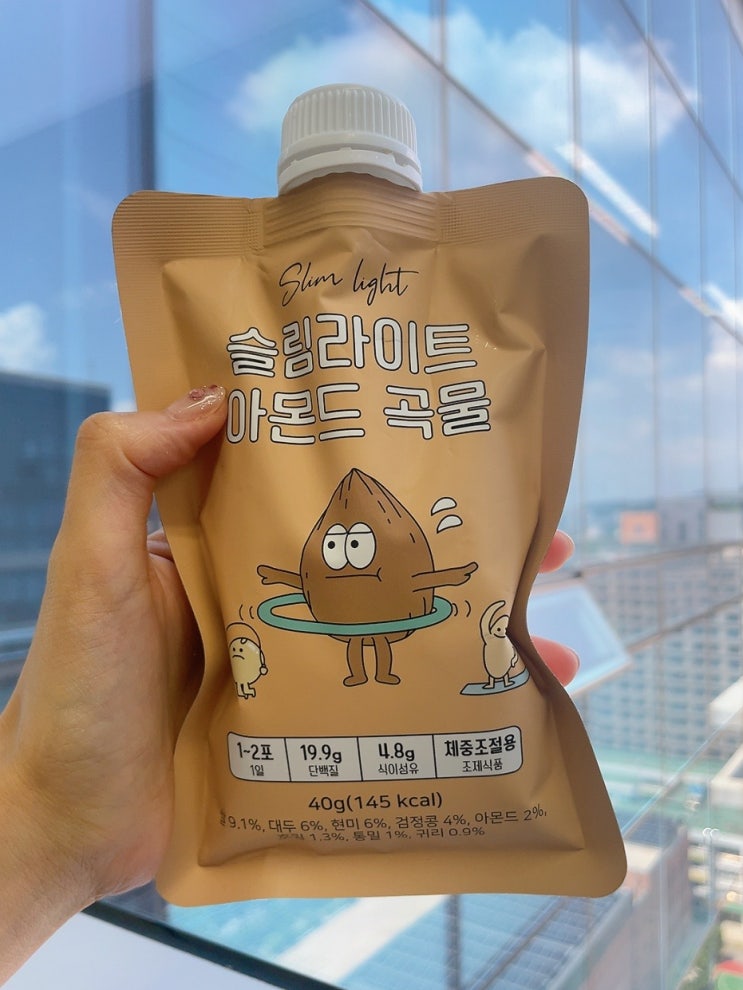 Slim light
슬림라이트
아몬드 곡물
1~2포 19.9g 4.8g 체중조절용
1일 단백질 식이섬유 조제식품
40g(145 kcal)
9.1%, 대두 6%, 현미 6%, 검정콩 4%, 아몬드 2%,
1.3%, 통밀 1%, 귀리 0.9%